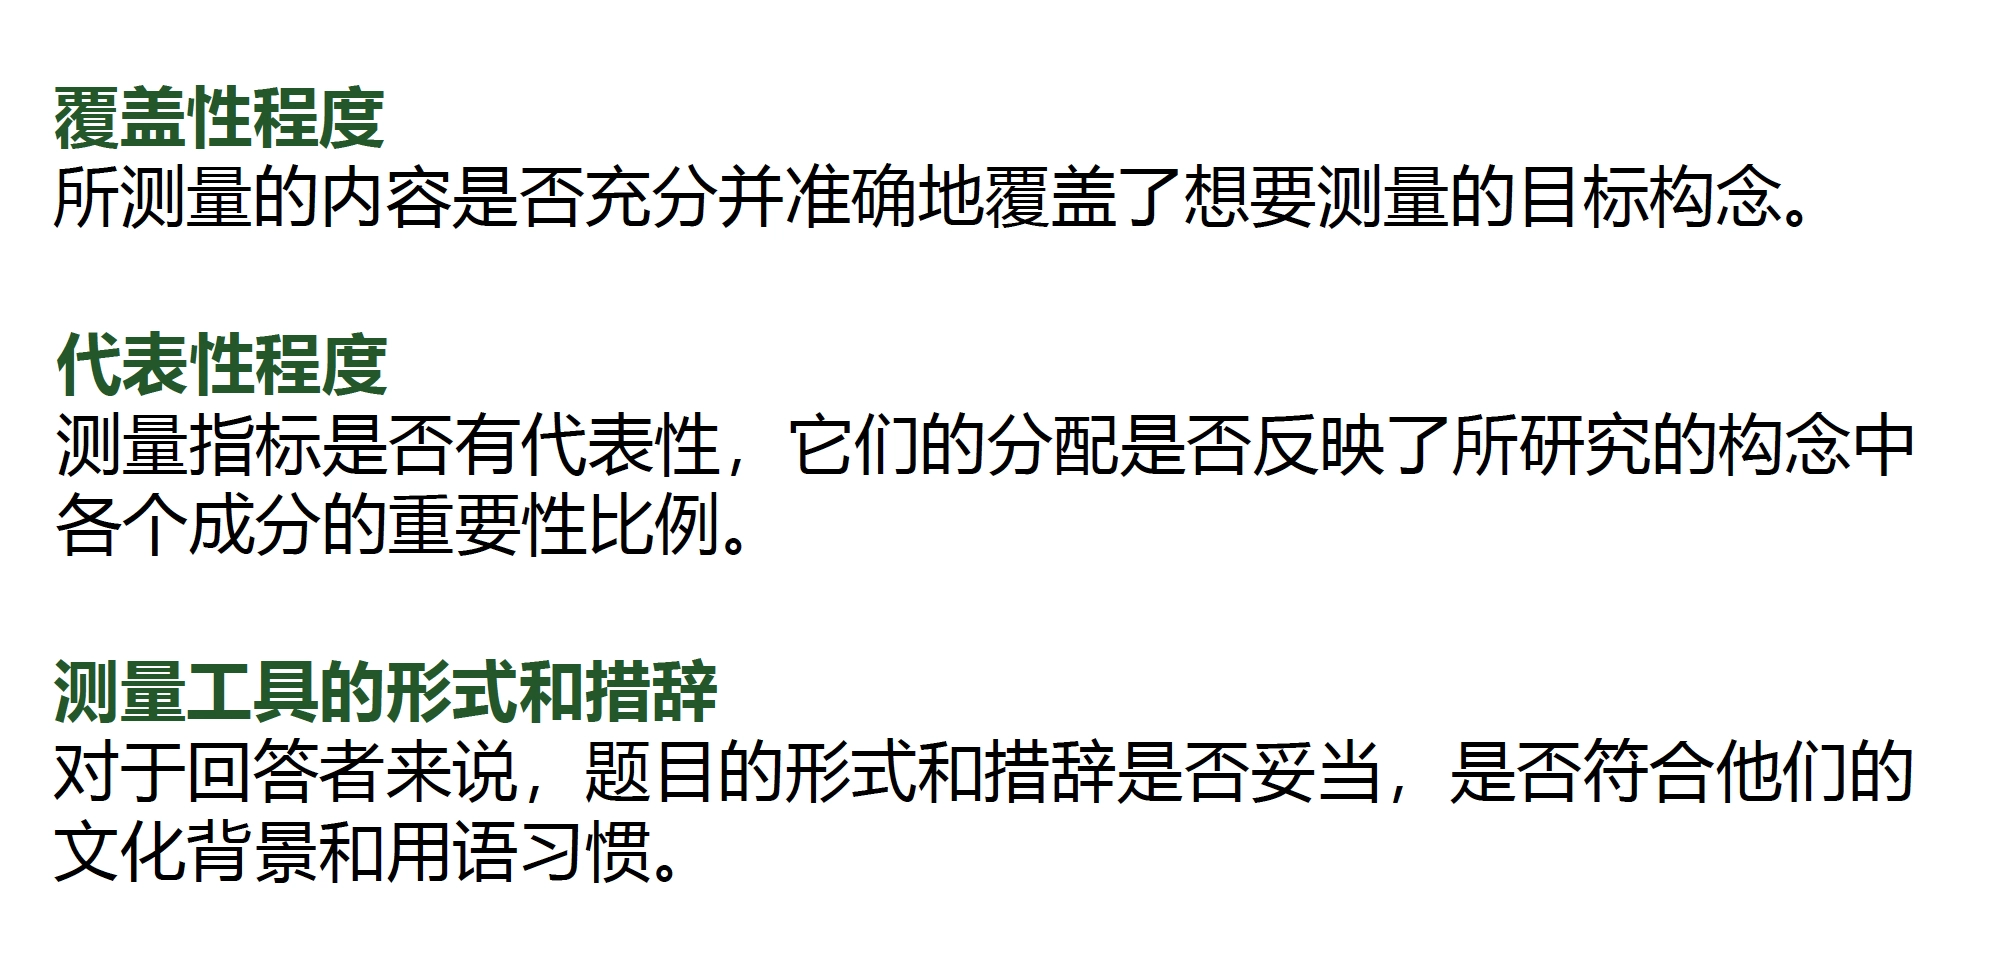 覆盖性程度
所测量的内容是否充分并准确地覆盖了想要测量的目标构念。
代表性程度
测量指标是否有代表性，它们的分配是否反映了所研究的构念中
各个成分的重要性比例。
测量工具的形式和措辞
对于回答者来说，题目的形式和措辞是否妥当，是否符合他们的
文化背景和用语习惯。